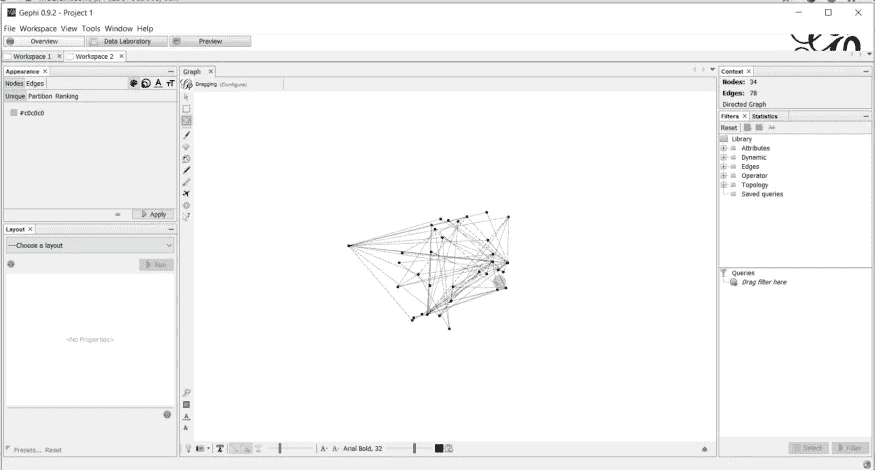 Gephi 0.9.2 - Project 1
File Workspace View Tools Window Help
Overview Data Laboratory Preview
Workspace 1 Workspace 2
Appearance
Nodes Edges
Unique Partition Ranking
#c0c0c0
Apply
Layout
---Choose a layout
Run
<No Properties>
Presets... Reset
Graph
Dragging (Configure)
A- A- Arial Bold, 32
Context
Nodes: 34
Edges: 78
Directed Graph
Filters Statistics
Reset
Library
Attributes
Dynamic
Edges
Operator
Topology
Saved queries
Queries
Drag filter here
Select Filter